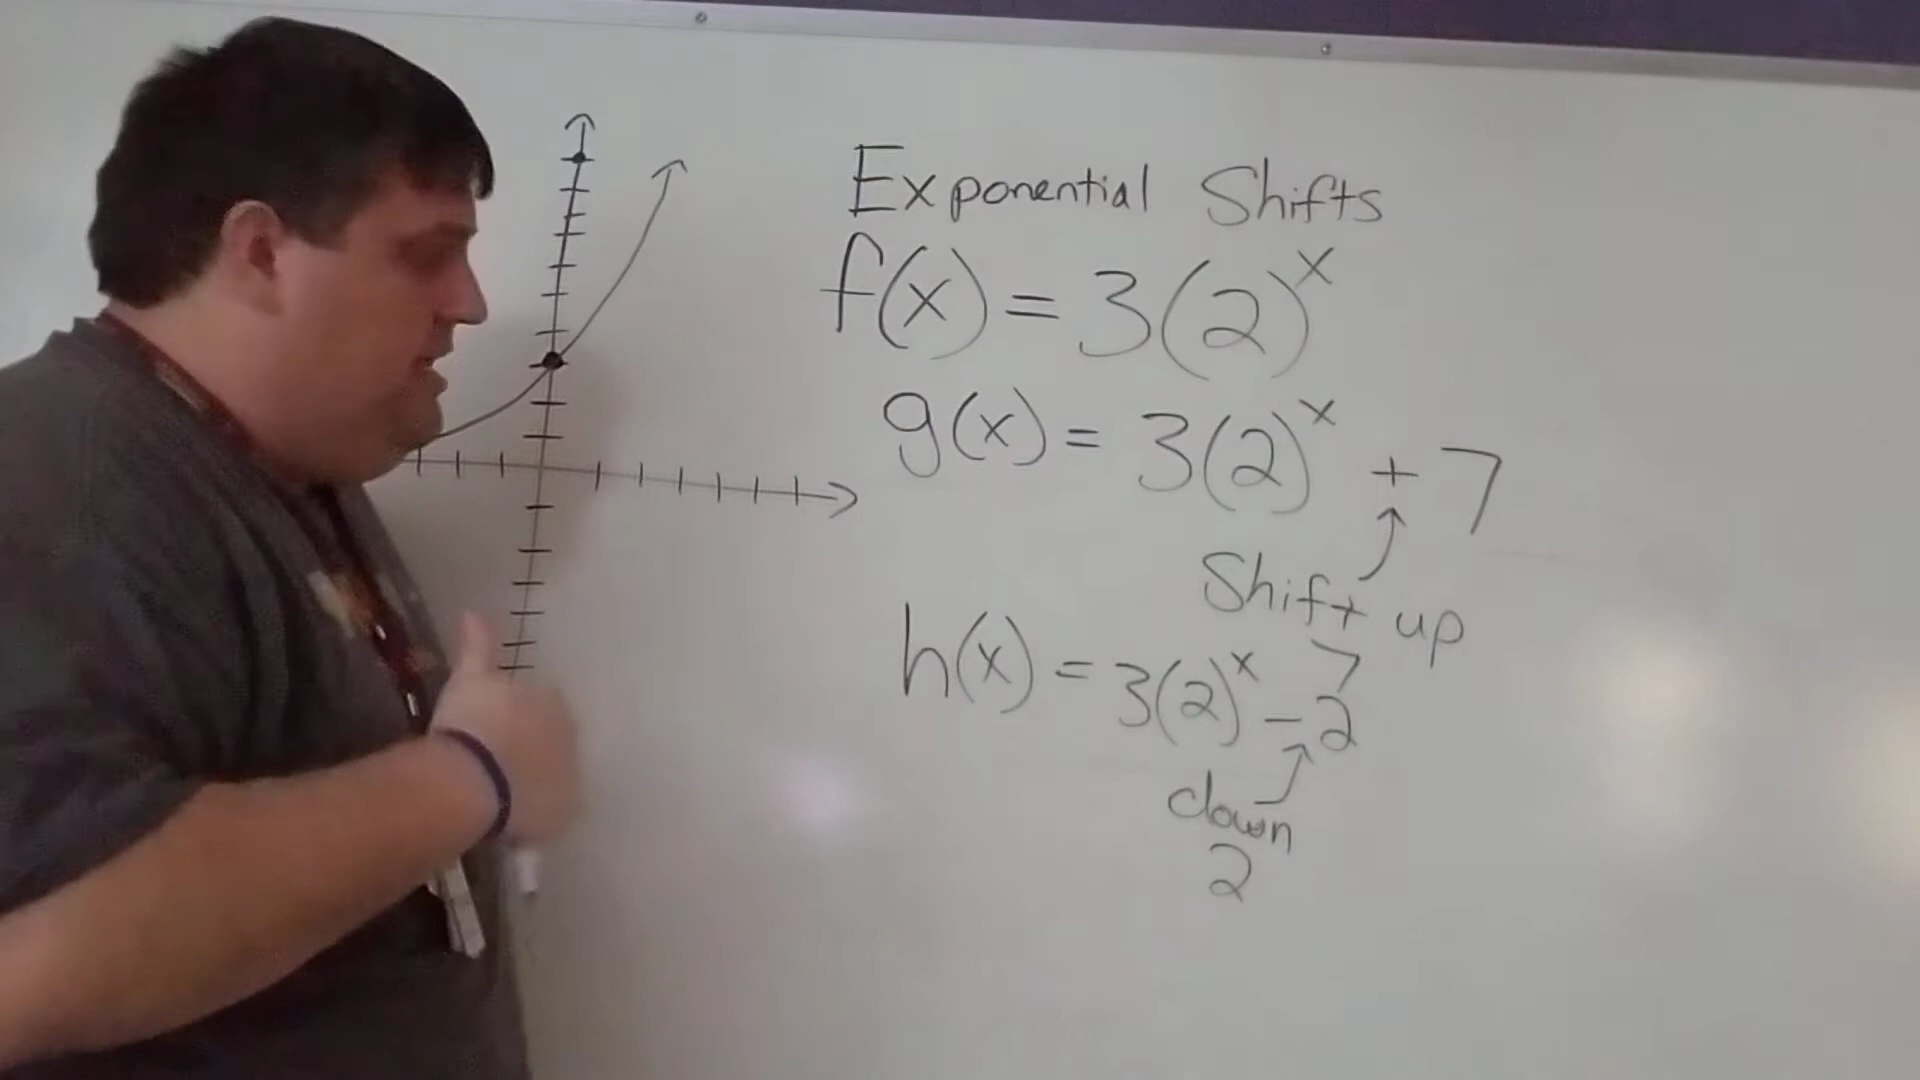 Exponential Shifts
f(x) = 3(2)^x
g(x) = 3(2)^x + 7
Shift up
7
h(x) = 3(2)^x - 2
down
2